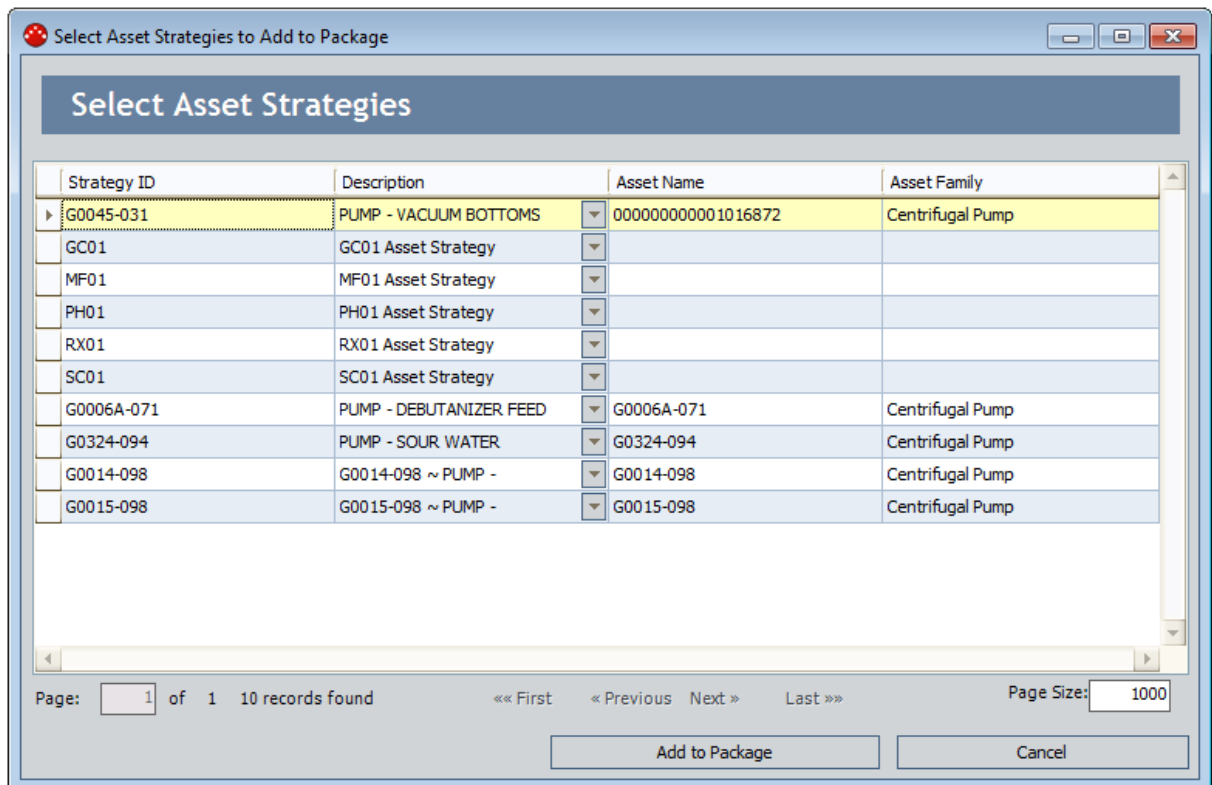 Select Asset Strategies to Add to Package
Select Asset Strategies
Strategy ID Description Asset Name Asset Family
G0045-031 PUMP - VACUUM BOTTOMS 000000000001016872 Centrifugal Pump
GC01 GC01 Asset Strategy
MF01 MF01 Asset Strategy
PH01 PH01 Asset Strategy
RX01 RX01 Asset Strategy
SC01 SC01 Asset Strategy
G0006A-071 PUMP - DEBUTANIZER FEED G0006A-071 Centrifugal Pump
G0324-094 PUMP - SOUR WATER G0324-094 Centrifugal Pump
G0014-098 G0014-098 ~ PUMP - G0014-098 Centrifugal Pump
G0015-098 G0015-098 ~ PUMP - G0015-098 Centrifugal Pump
Page: 1 of 1 10 records found «« First « Previous Next » Last »» Page Size: 1000
Add to Package Cancel